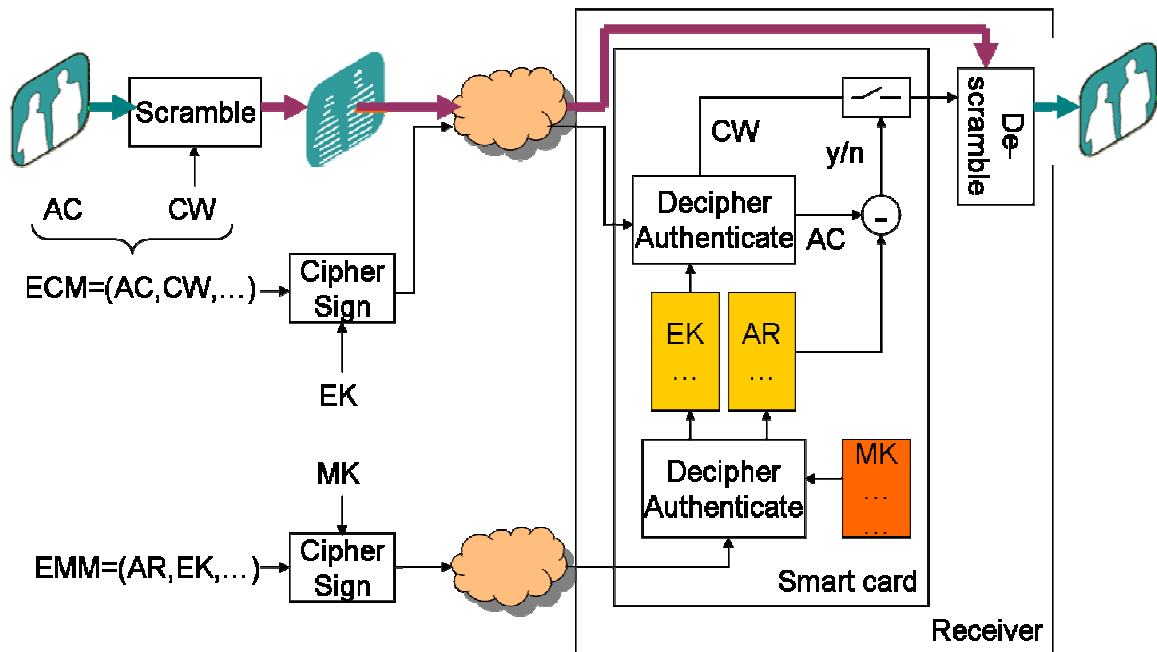 Scramble
AC
CW
ECM=(AC,CW,...)
Cipher
Sign
EK
MK
EMM=(AR,EK,...)
Cipher
Sign
CW
y/n
De-
scramble
Decipher
Authenticate
AC
-
EK
...
AR
...
Decipher
Authenticate
MK
...
...
Smart card
Receiver